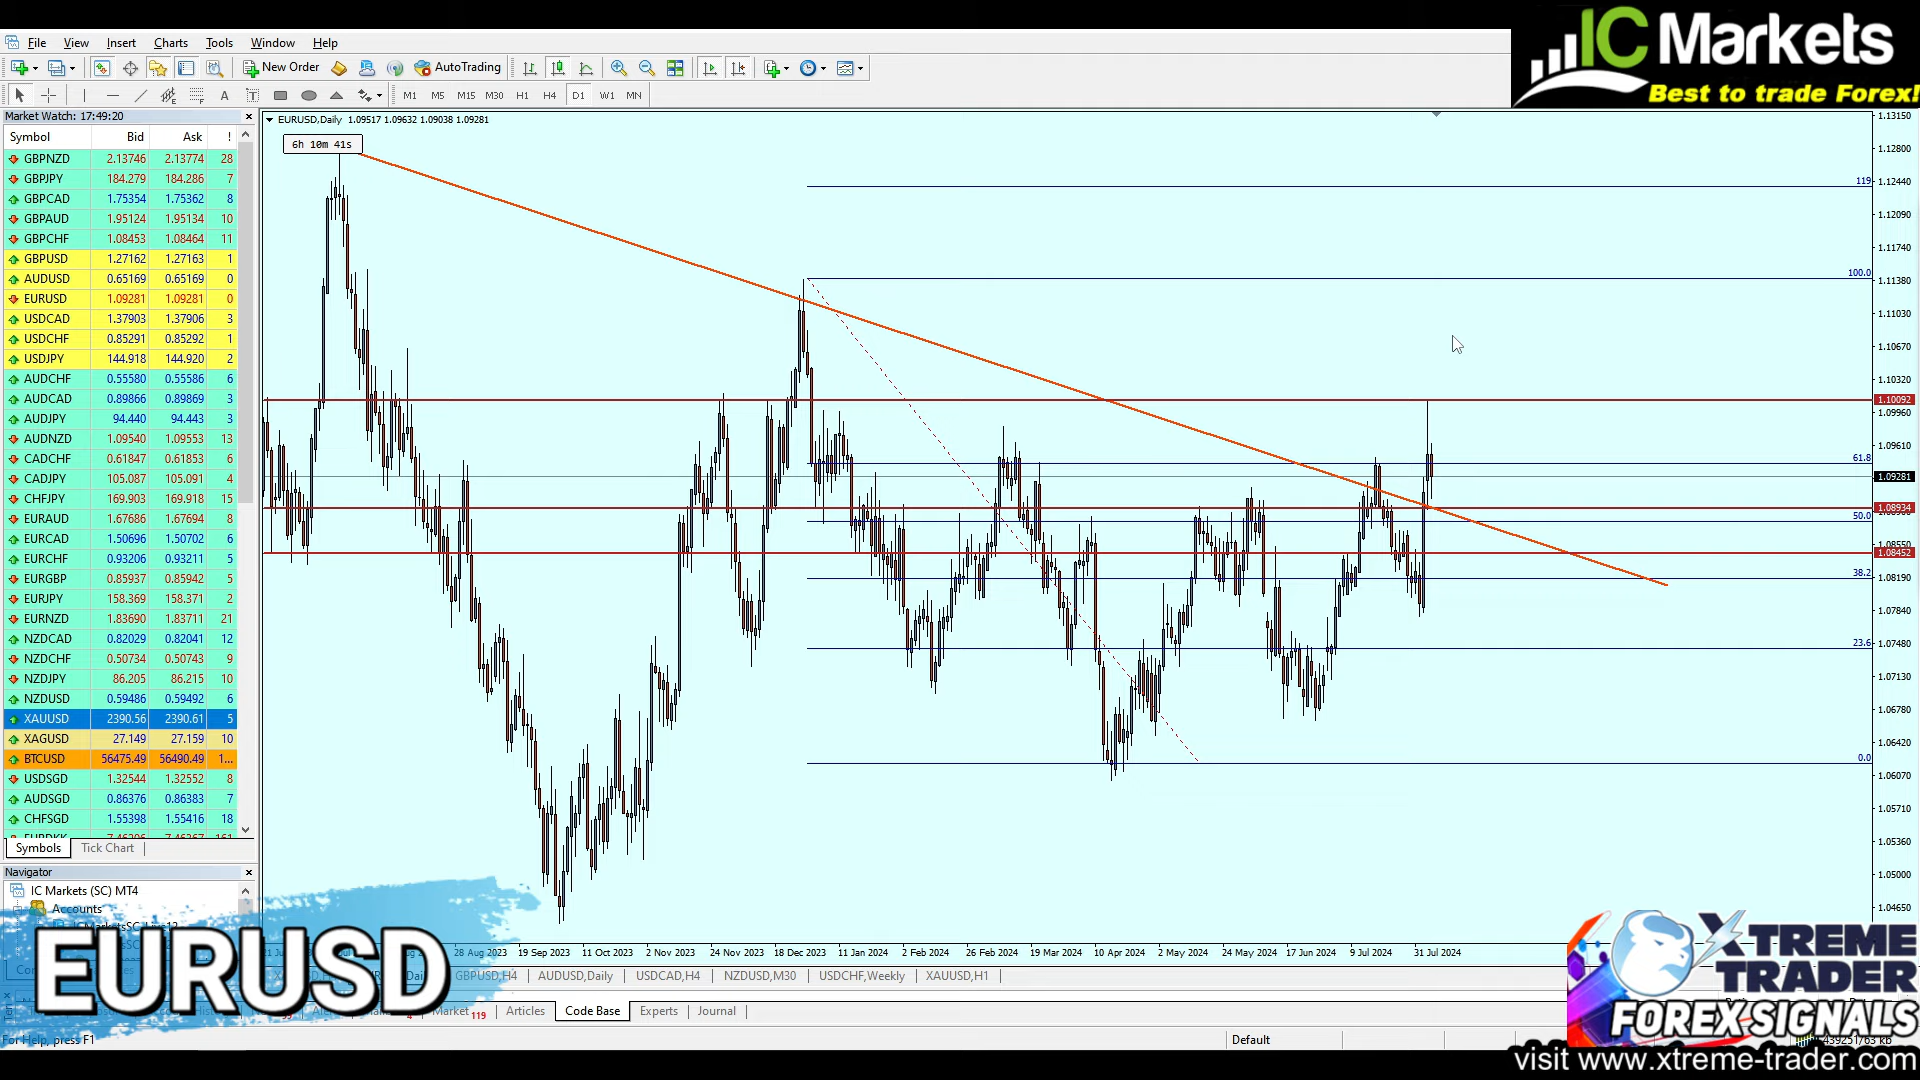 IC Markets
Best to trade Forex!
File View Insert Charts Tools Window Help
New Order AutoTrading
M1 M5 M15 M30 H1 H4 D1 W1 MN
Market Watch: 17:49:20
Symbol Bid Ask !
GBPNZD 2.13746 2.13774 28
GBPJPY 184.279 184.286 7
GBPCAD 1.75354 1.75362 8
GBPAUD 1.95124 1.95134 10
GBPCHF 1.08453 1.08464 11
GBPUSD 1.27162 1.27163 1
AUDUSD 0.65169 0.65169 0
EURUSD 1.09281 1.09281 0
USDCAD 1.37903 1.37906 3
USDCHF 0.85291 0.85292 1
USDJPY 144.918 144.920 2
AUDCHF 0.55580 0.55586 6
AUDCAD 0.89866 0.89869 3
AUDJPY 94.440 94.443 3
AUDNZD 1.09540 1.09553 13
CADCHF 0.61847 0.61853 6
CADJPY 105.087 105.091 4
CHFJPY 169.903 169.918 15
EURAUD 1.67686 1.67694 8
EURCAD 1.50696 1.50702 6
EURCHF 0.93206 0.93211 5
EURGBP 0.85937 0.85942 5
EURJPY 158.369 158.371 2
EURNZD 1.83690 1.83711 21
NZDCAD 0.82029 0.82041 12
NZDCHF 0.50734 0.50743 9
NZDJPY 86.205 86.215 10
NZDUSD 0.59486 0.59492 6
XAUUSD 2390.56 2390.61 5
XAGUSD 27.149 27.159 10
BTCUSD 56475.49 56490.49 1...
USDSGD 1.32544 1.32552 8
AUDSGD 0.86376 0.86383 7
CHFSGD 1.55398 1.55416 18
Symbols Tick Chart
Navigator
IC Markets (SC) MT4
Accounts
EURUSD,Daily 1.09517 1.09632 1.09038 1.09281
6h 10m 41s
119
100.0
61.8
50.0
38.2
23.6
0.0
1.13150
1.12800
1.12440
1.12090
1.11740
1.11380
1.11030
1.10670
1.10320
1.10092
1.09960
1.09610
1.09281
1.08934
1.08550
1.08452
1.08190
1.07840
1.07480
1.07130
1.06780
1.06420
1.06070
1.05710
1.05360
1.05000
1.04650
28 Aug 2023 19 Sep 2023 11 Oct 2023 2 Nov 2023 24 Nov 2023 18 Dec 2023 11 Jan 2024 2 Feb 2024 26 Feb 2024 19 Mar 2024 10 Apr 2024 2 May 2024 24 May 2024 17 Jun 2024 9 Jul 2024 31 Jul 2024
GBPUSD,H4 AUDUSD,Daily USDCAD,H4 NZDUSD,M30 USDCHF,Weekly XAUUSD,H1
Market 119 Articles Code Base Experts Journal
For Help, press F1
Default
EURUSD
XTREME
TRADER
FOREX SIGNALS
visit www.xtreme-trader.com